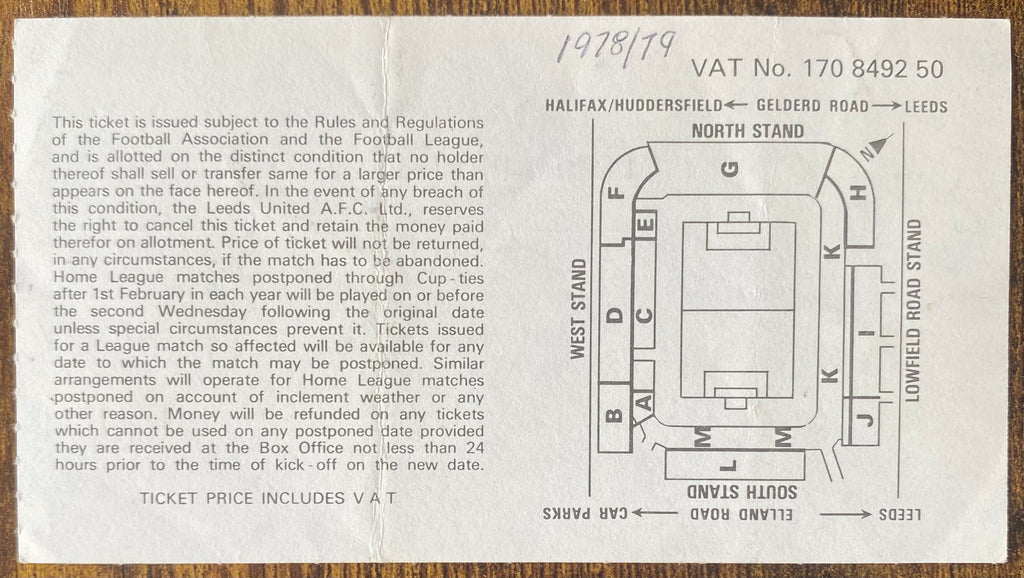 1978/79
VAT No. 170 8492 50
This ticket is issued subject to the Rules and Regulations
of the Football Association and the Football League,
and is allotted on the distinct condition that no holder
thereof shall sell or transfer same for a larger price than
appears on the face hereof. In the event of any breach of
this condition, the Leeds United A.F.C. Ltd., reserves
the right to cancel this ticket and retain the money paid
therefor on allotment. Price of ticket will not be returned,
in any circumstances, if the match has to be abandoned.
Home League matches postponed through Cup-ties
after 1st February in each year will be played on or before
the second Wednesday following the original date
unless special circumstances prevent it. Tickets issued
for a League match so affected will be available for any
date to which the match may be postponed. Similar
arrangements will operate for Home League matches
postponed on account of inclement weather or any
other reason. Money will be refunded on any tickets
which cannot be used on any postponed date provided
they are received at the Box Office not less than 24
hours prior to the time of kick-off on the new date.
TICKET PRICE INCLUDES V A T
HALIFAX/HUDDERSFIELD← GELDERD ROAD →LEEDS
NORTH STAND
N
G
F
H
E
K
WEST STAND
D
C
I
LOWFIELD ROAD STAND
K
B
A
J
M
M
L
SOUTH STAND
CAR PARKS ← ELLAND ROAD → LEEDS